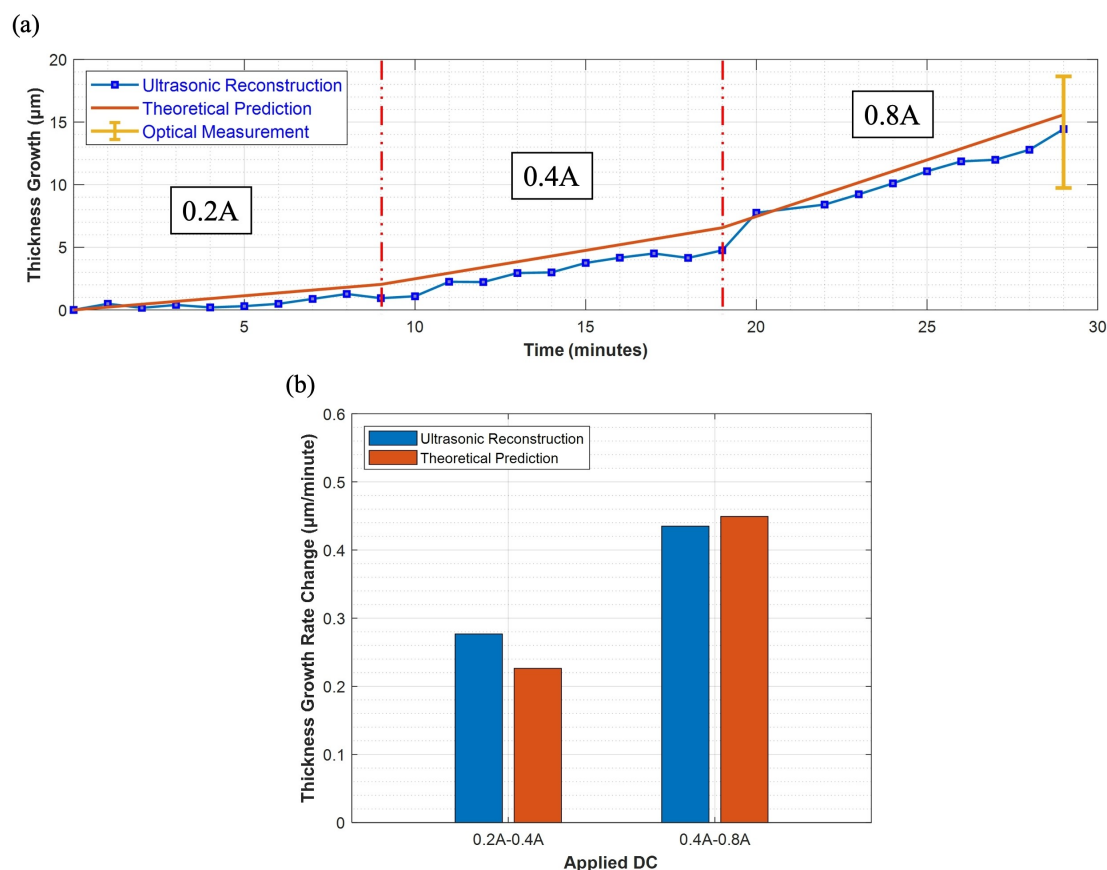 (a)
20
15
10
5
0
Thickness Growth (µm)
Ultrasonic Reconstruction
Theoretical Prediction
Optical Measurement
0.2A
0.4A
0.8A
5
10
15
20
25
30
Time (minutes)
(b)
0.6
0.5
0.4
0.3
0.2
0.1
0
Thickness Growth Rate Change (µm/minute)
Ultrasonic Reconstruction
Theoretical Prediction
0.2A-0.4A
0.4A-0.8A
Applied DC